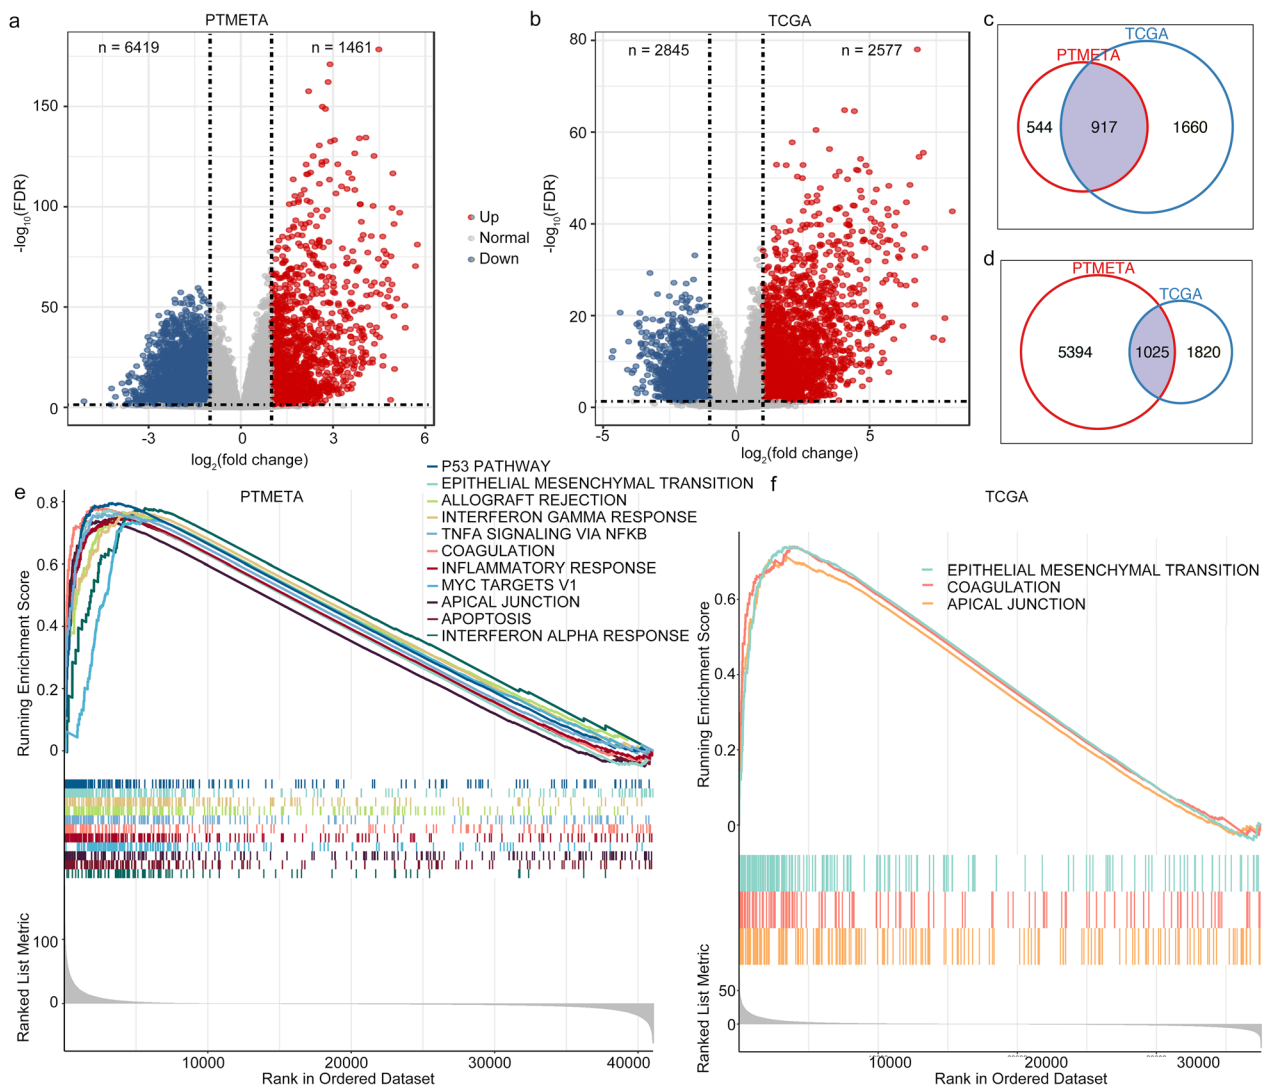 a
PTMETA
n = 6419
n = 1461
150
100
50
0
-3
0
3
6
-log10(FDR)
log2(fold change)
Up
Normal
Down
b
TCGA
n = 2845
n = 2577
80
60
40
20
0
-5
0
5
-log10(FDR)
log2(fold change)
c
TCGA
PTMETA
544
917
1660
d
PTMETA
TCGA
5394
1025
1820
e
PTMETA
P53 PATHWAY
EPITHELIAL MESENCHYMAL TRANSITION
ALLOGRAFT REJECTION
INTERFERON GAMMA RESPONSE
TNFA SIGNALING VIA NFKB
COAGULATION
INFLAMMATORY RESPONSE
MYC TARGETS V1
APICAL JUNCTION
APOPTOSIS
INTERFERON ALPHA RESPONSE
0.8
0.6
0.4
0.2
0
Running Enrichment Score
100
0
Ranked List Metric
10000
20000
30000
40000
Rank in Ordered Dataset
f
TCGA
EPITHELIAL MESENCHYMAL TRANSITION
COAGULATION
APICAL JUNCTION
0.6
0.4
0.2
0
Running Enrichment Score
50
0
Ranked List Metric
10000
20000
30000
Rank in Ordered Dataset